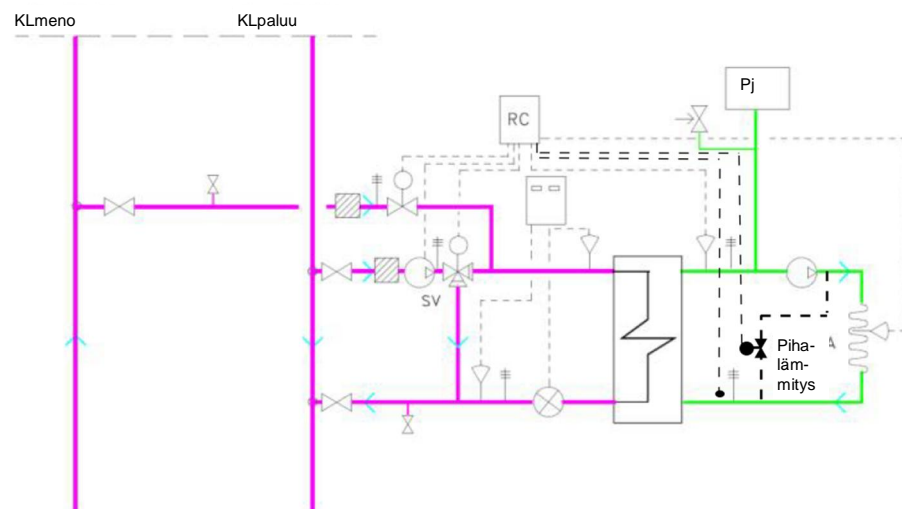 KLmeno
KLpaluu
Pj
RC
SV
Piha-
läm-
mitys
A